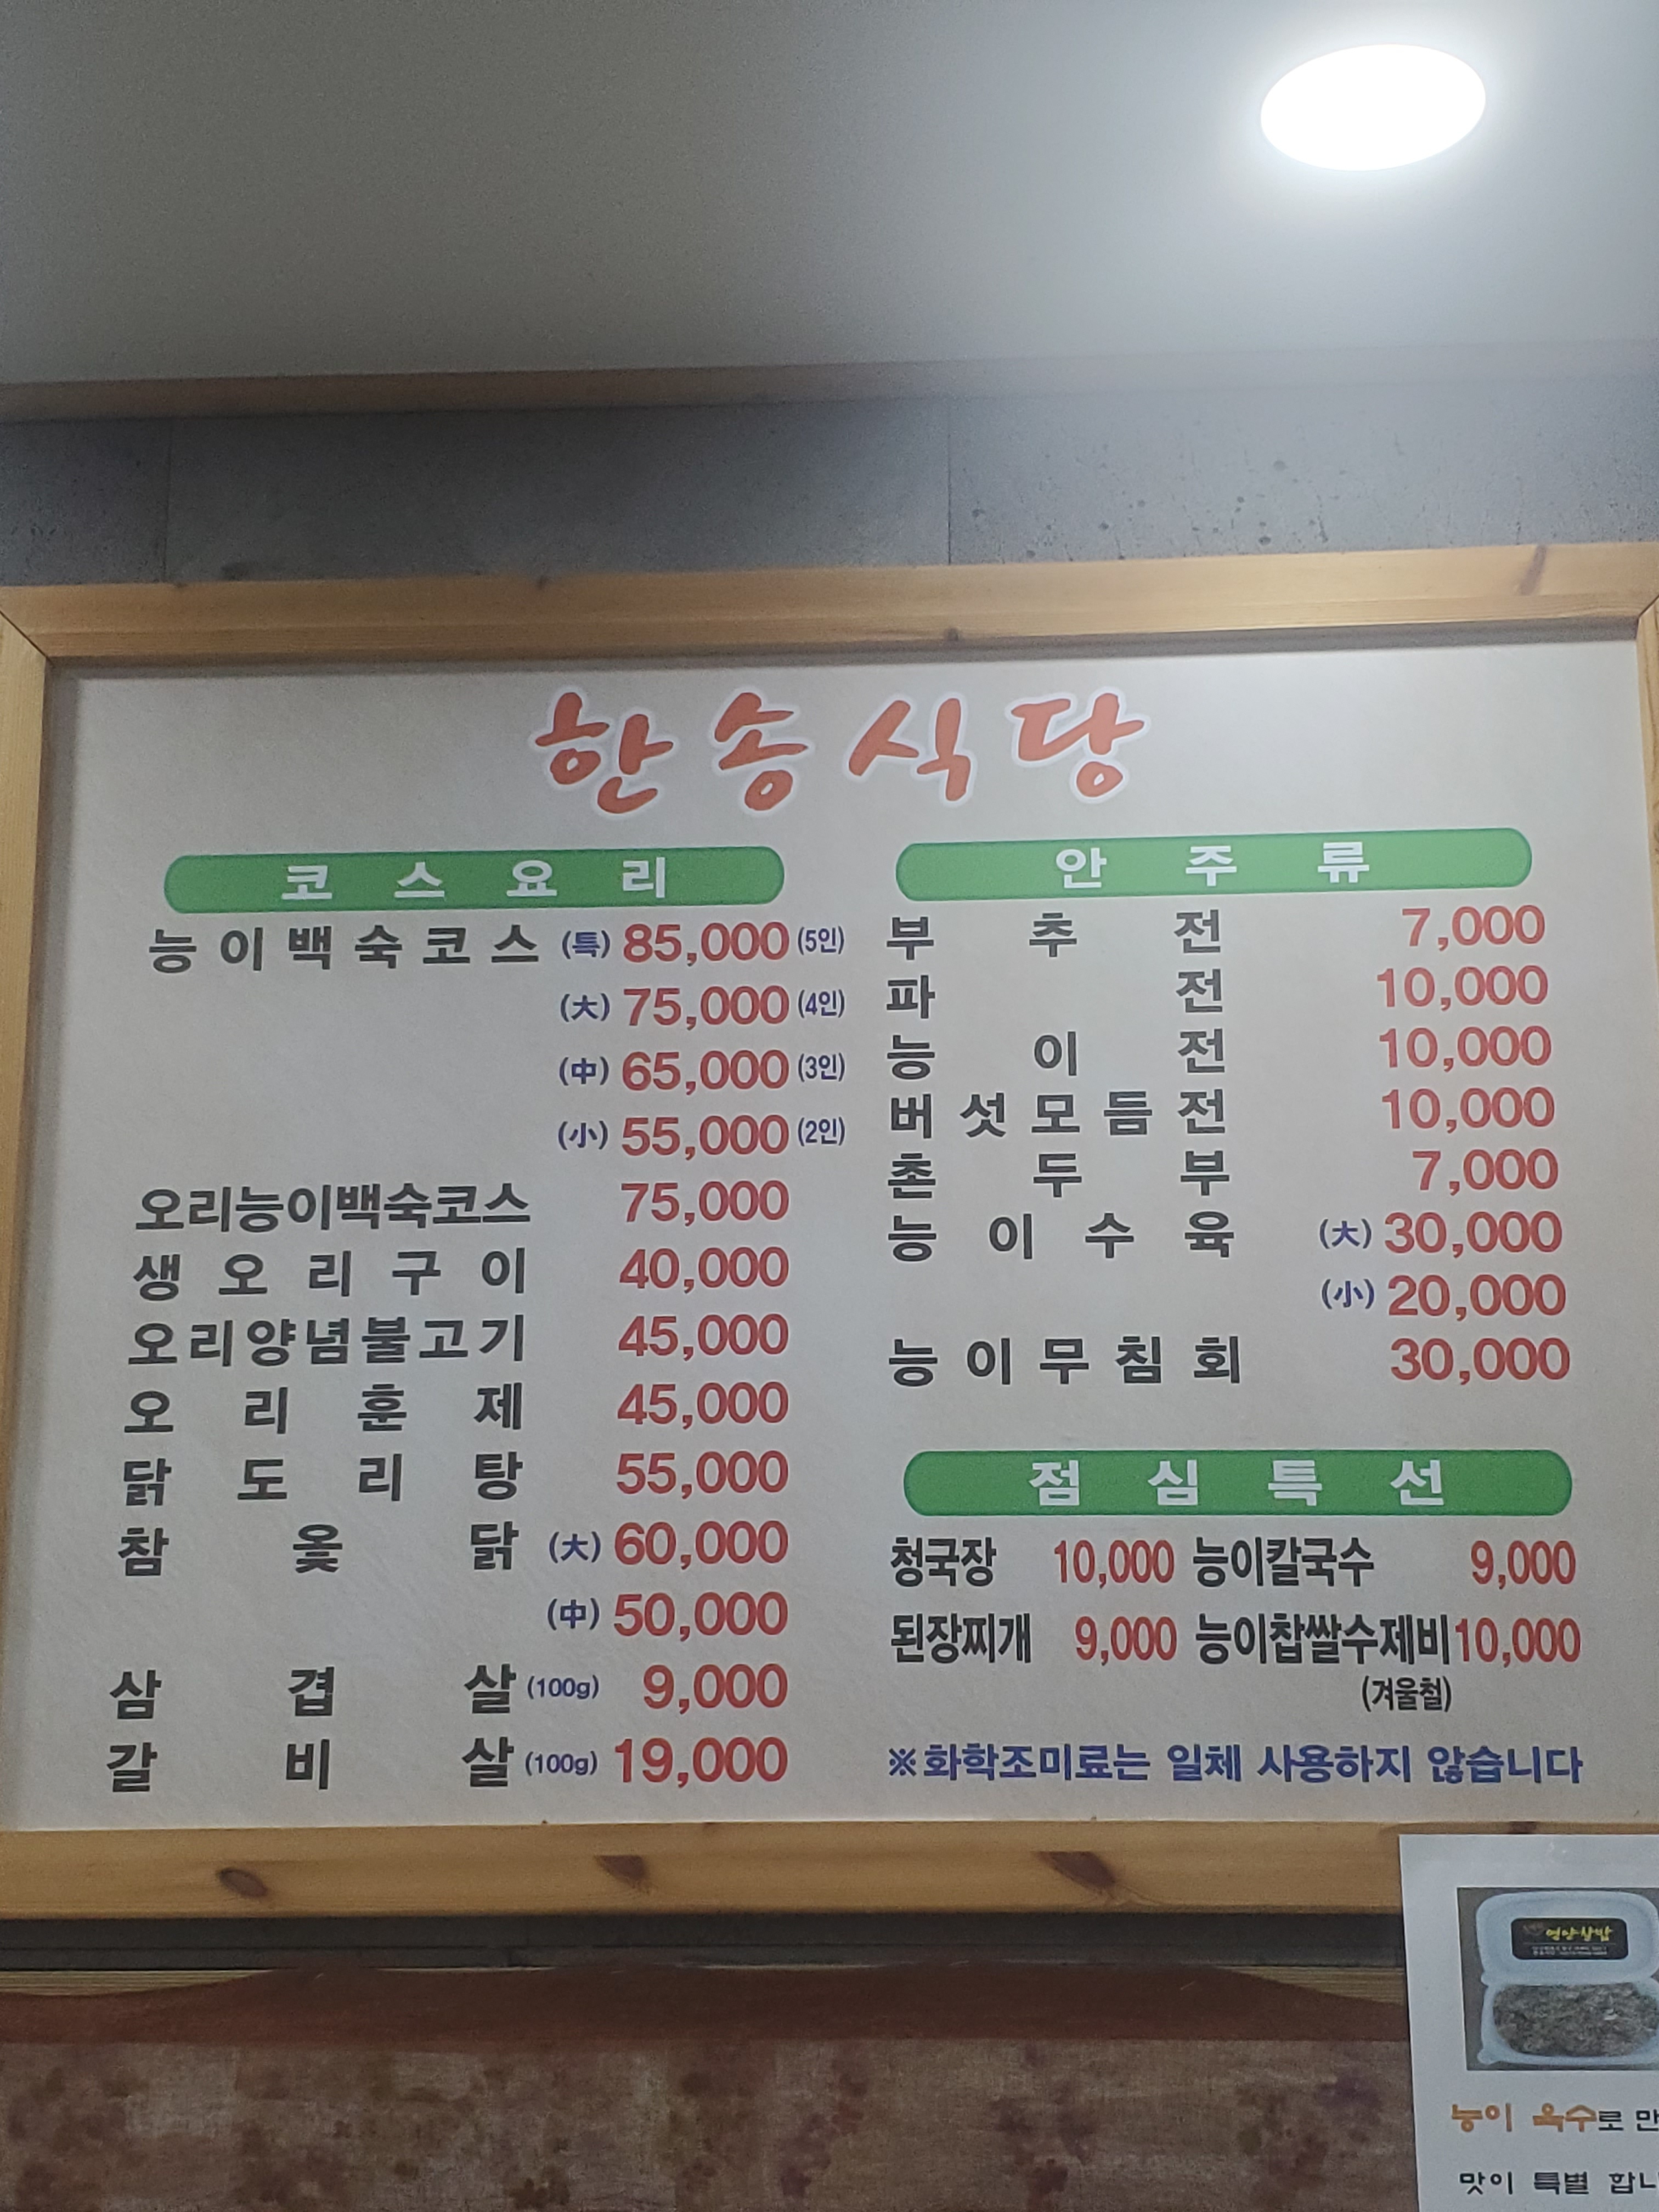 한송식당
코스요리
능이백숙코스 (특) 85,000 (5인)
(大) 75,000 (4인)
(中) 65,000 (3인)
(小) 55,000 (2인)
오리능이백숙코스 75,000
생오리구이 40,000
오리양념불고기 45,000
오리훈제 45,000
닭도리탕 55,000
참옻닭 (大) 60,000
(中) 50,000
삼겹살 (100g) 9,000
갈비살 (100g) 19,000
안주류
부추전 7,000
파전 10,000
능이전 10,000
버섯모듬전 10,000
촌두부 7,000
능이수육 (大) 30,000
(小) 20,000
능이무침회 30,000
점심특선
청국장 10,000 능이칼국수 9,000
된장찌개 9,000 능이찹쌀수제비 10,000
(겨울철)
※화학조미료는 일체 사용하지 않습니다
영양찰밥
능이 육수로 만
맛이 특별 합니